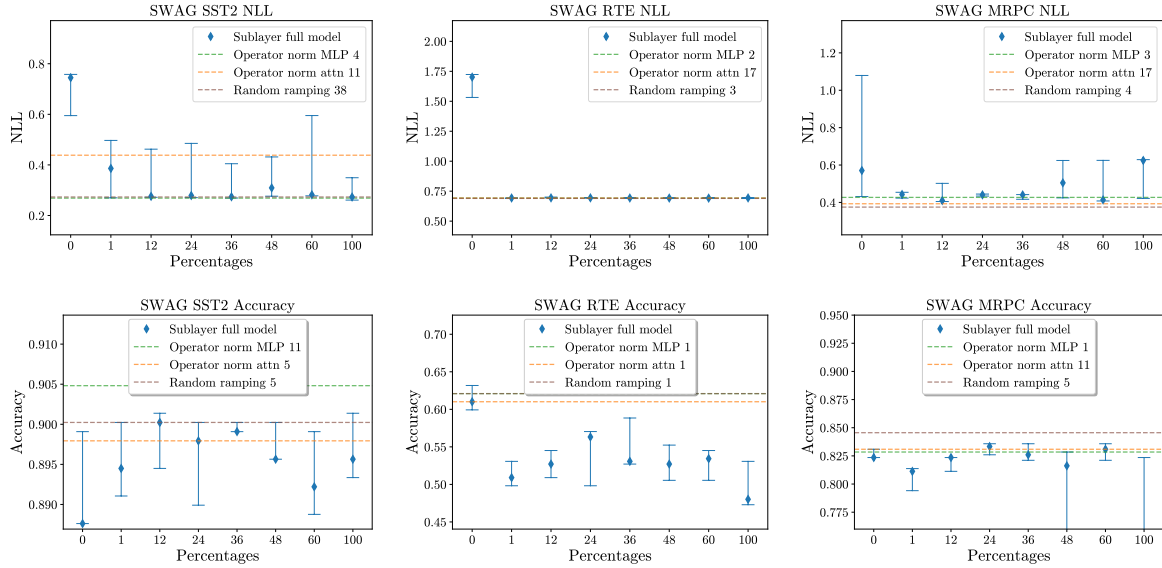 SWAG SST2 NLL
NLL
0.8
0.6
0.4
0.2
Sublayer full model
Operator norm MLP 4
Operator norm attn 11
Random ramping 38
0 1 12 24 36 48 60 100
Percentages
SWAG RTE NLL
NLL
2.00
1.75
1.50
1.25
1.00
0.75
0.50
Sublayer full model
Operator norm MLP 2
Operator norm attn 17
Random ramping 3
0 1 12 24 36 48 60 100
Percentages
SWAG MRPC NLL
NLL
1.2
1.0
0.8
0.6
0.4
Sublayer full model
Operator norm MLP 3
Operator norm attn 17
Random ramping 4
0 1 12 24 36 48 60 100
Percentages
SWAG SST2 Accuracy
Accuracy
0.910
0.905
0.900
0.895
0.890
Sublayer full model
Operator norm MLP 11
Operator norm attn 5
Random ramping 5
0 1 12 24 36 48 60 100
Percentages
SWAG RTE Accuracy
Accuracy
0.70
0.65
0.60
0.55
0.50
0.45
Sublayer full model
Operator norm MLP 1
Operator norm attn 1
Random ramping 1
0 1 12 24 36 48 60 100
Percentages
SWAG MRPC Accuracy
Accuracy
0.950
0.925
0.900
0.875
0.850
0.825
0.800
0.775
Sublayer full model
Operator norm MLP 1
Operator norm attn 11
Random ramping 5
0 1 12 24 36 48 60 100
Percentages